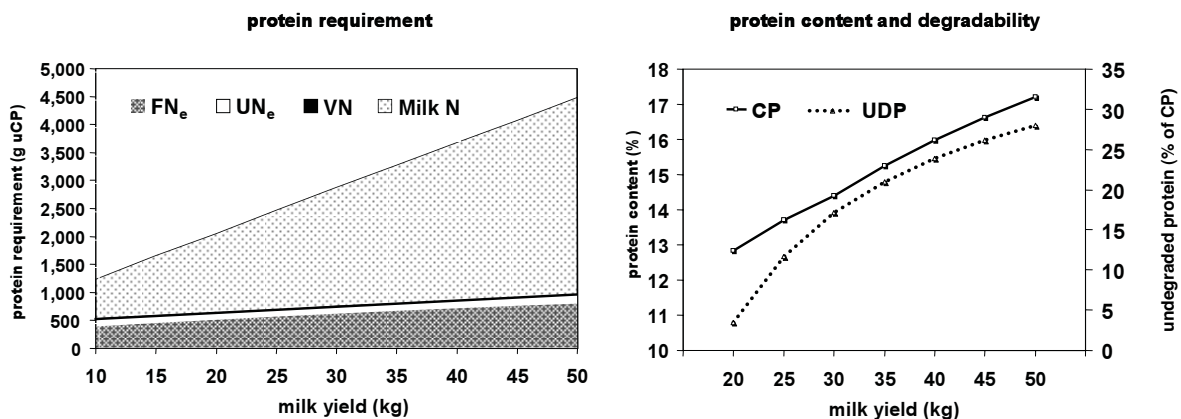 protein requirement
protein requirement (g uCP)
5,000
4,500
4,000
3,500
3,000
2,500
2,000
1,500
1,000
500
0
FNe UNe VN Milk N
10 15 20 25 30 35 40 45 50
milk yield (kg)
protein content and degradability
protein content (%)
18
17
16
15
14
13
12
11
10
CP UDP
35
30
25
20
15
10
5
0
undegraded protein (% of CP)
20 25 30 35 40 45 50
milk yield (kg)